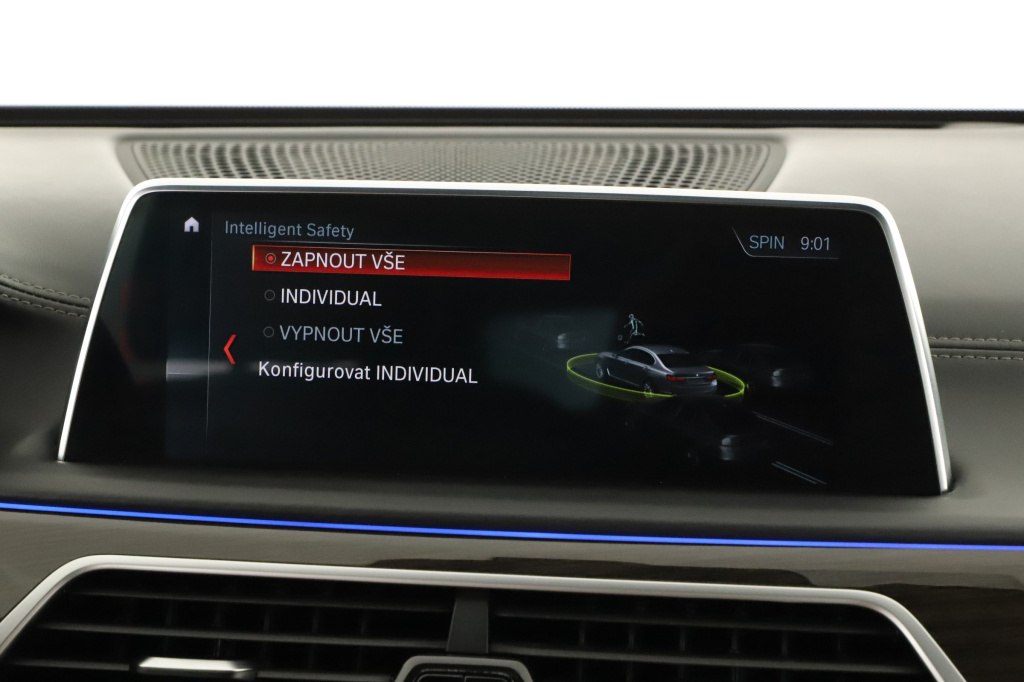 Intelligent Safety
SPIN 9:01
ZAPNOUT VŠE
INDIVIDUAL
VYPNOUT VŠE
Konfigurovat INDIVIDUAL